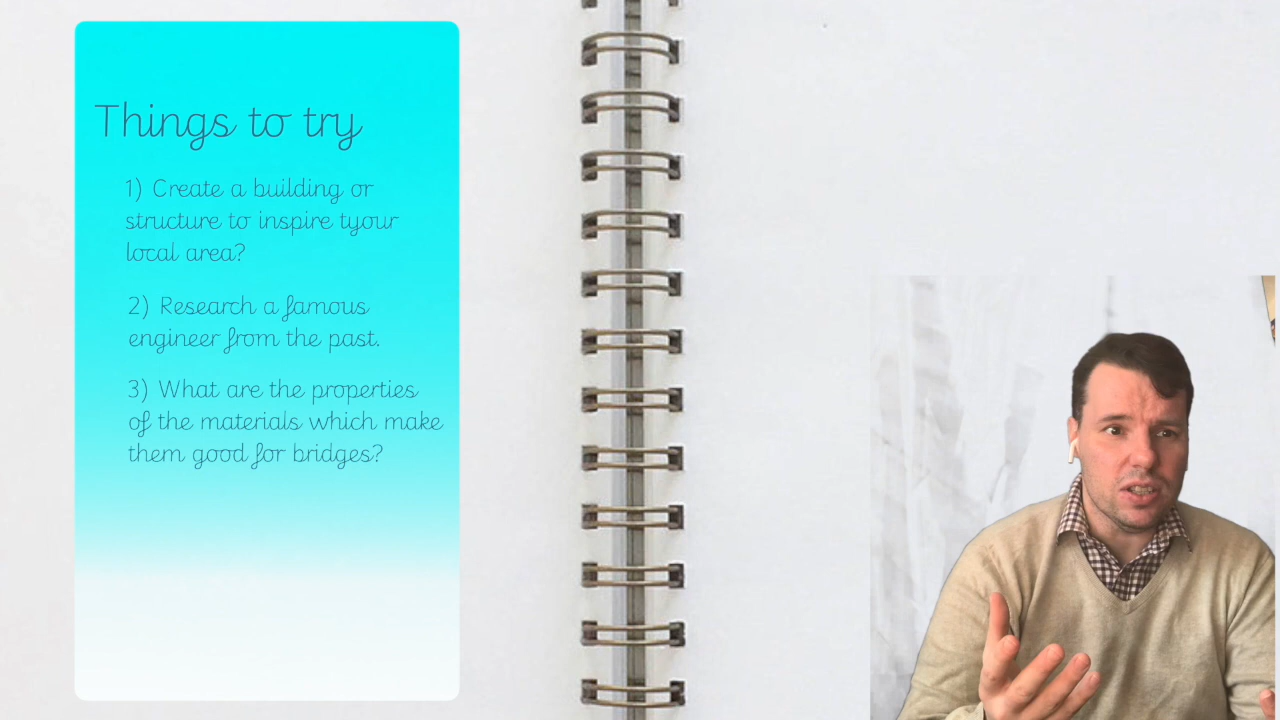 Things to try
1) Create a building or
structure to inspire tyour
local area?
2) Research a famous
engineer from the past.
3) What are the properties
of the materials which make
them good for bridges?